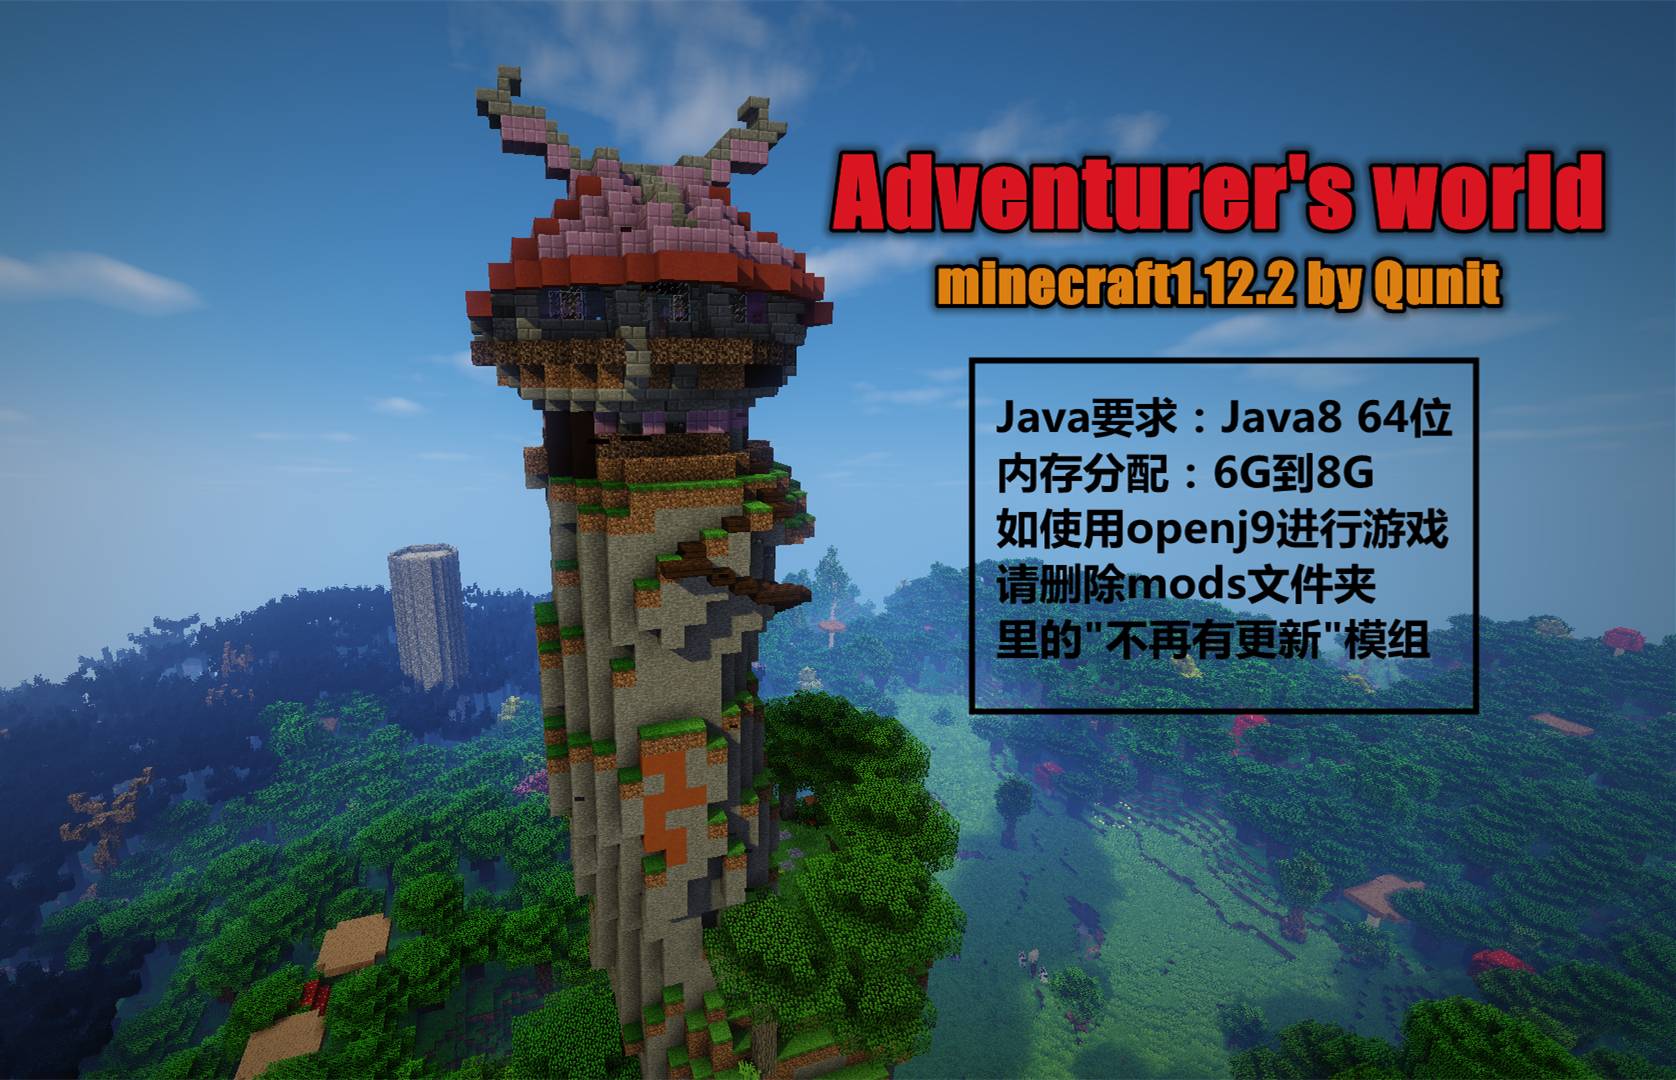 Adventurer's world
minecraft1.12.2 by Qunit
Java要求：Java8 64位
内存分配：6G到8G
如使用openj9进行游戏
请删除mods文件夹
里的"不再有更新"模组